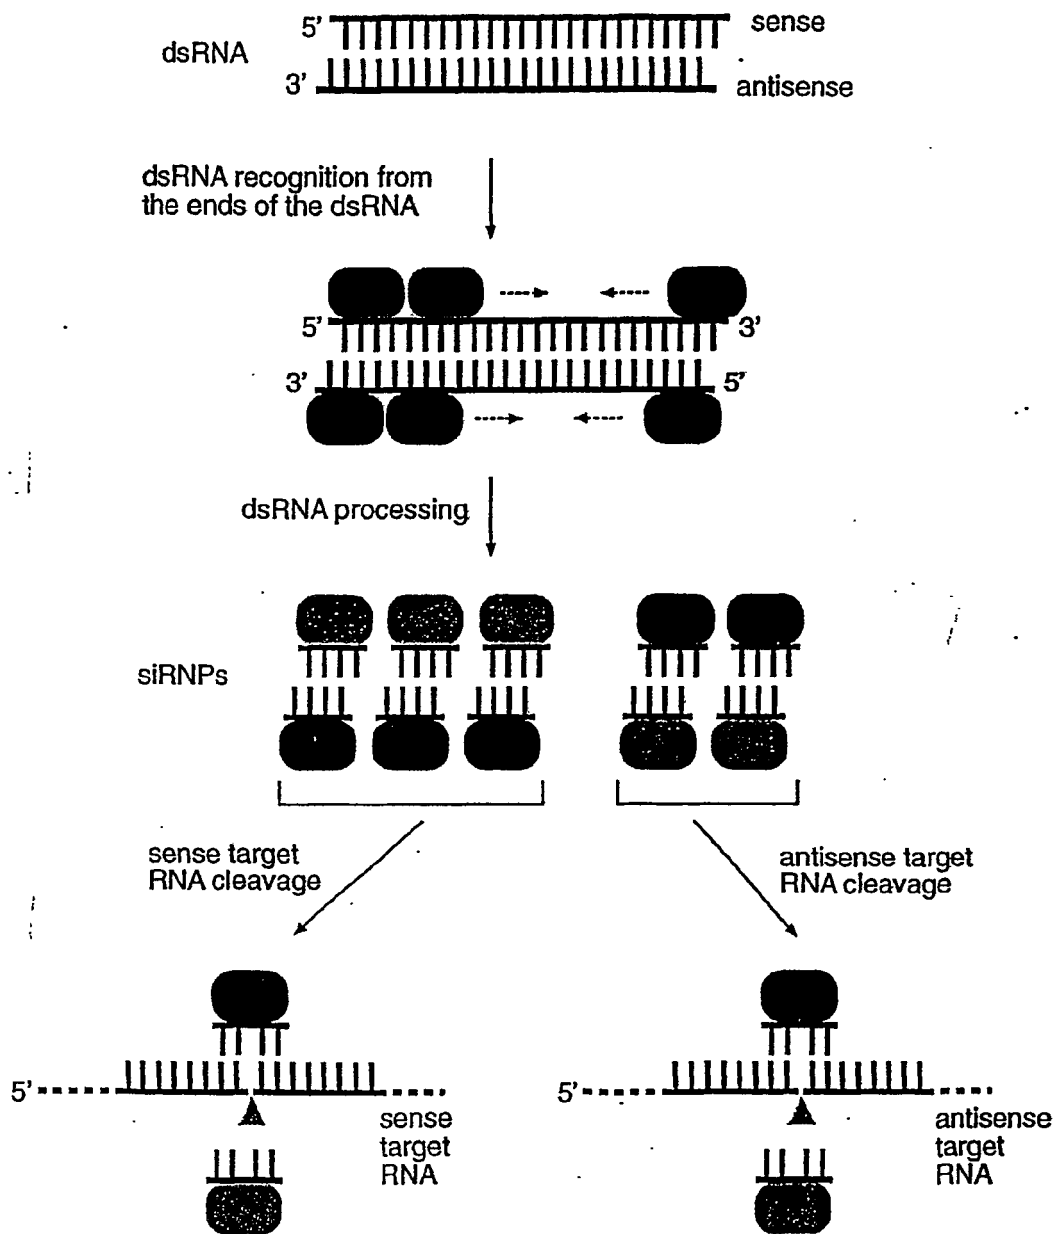 5' sense
dsRNA
3' antisense
dsRNA recognition from
the ends of the dsRNA
5' 3'
3' 5'
dsRNA processing
siRNPs
sense target
RNA cleavage
antisense target
RNA cleavage
5' 5'
sense
target
RNA
antisense
target
RNA